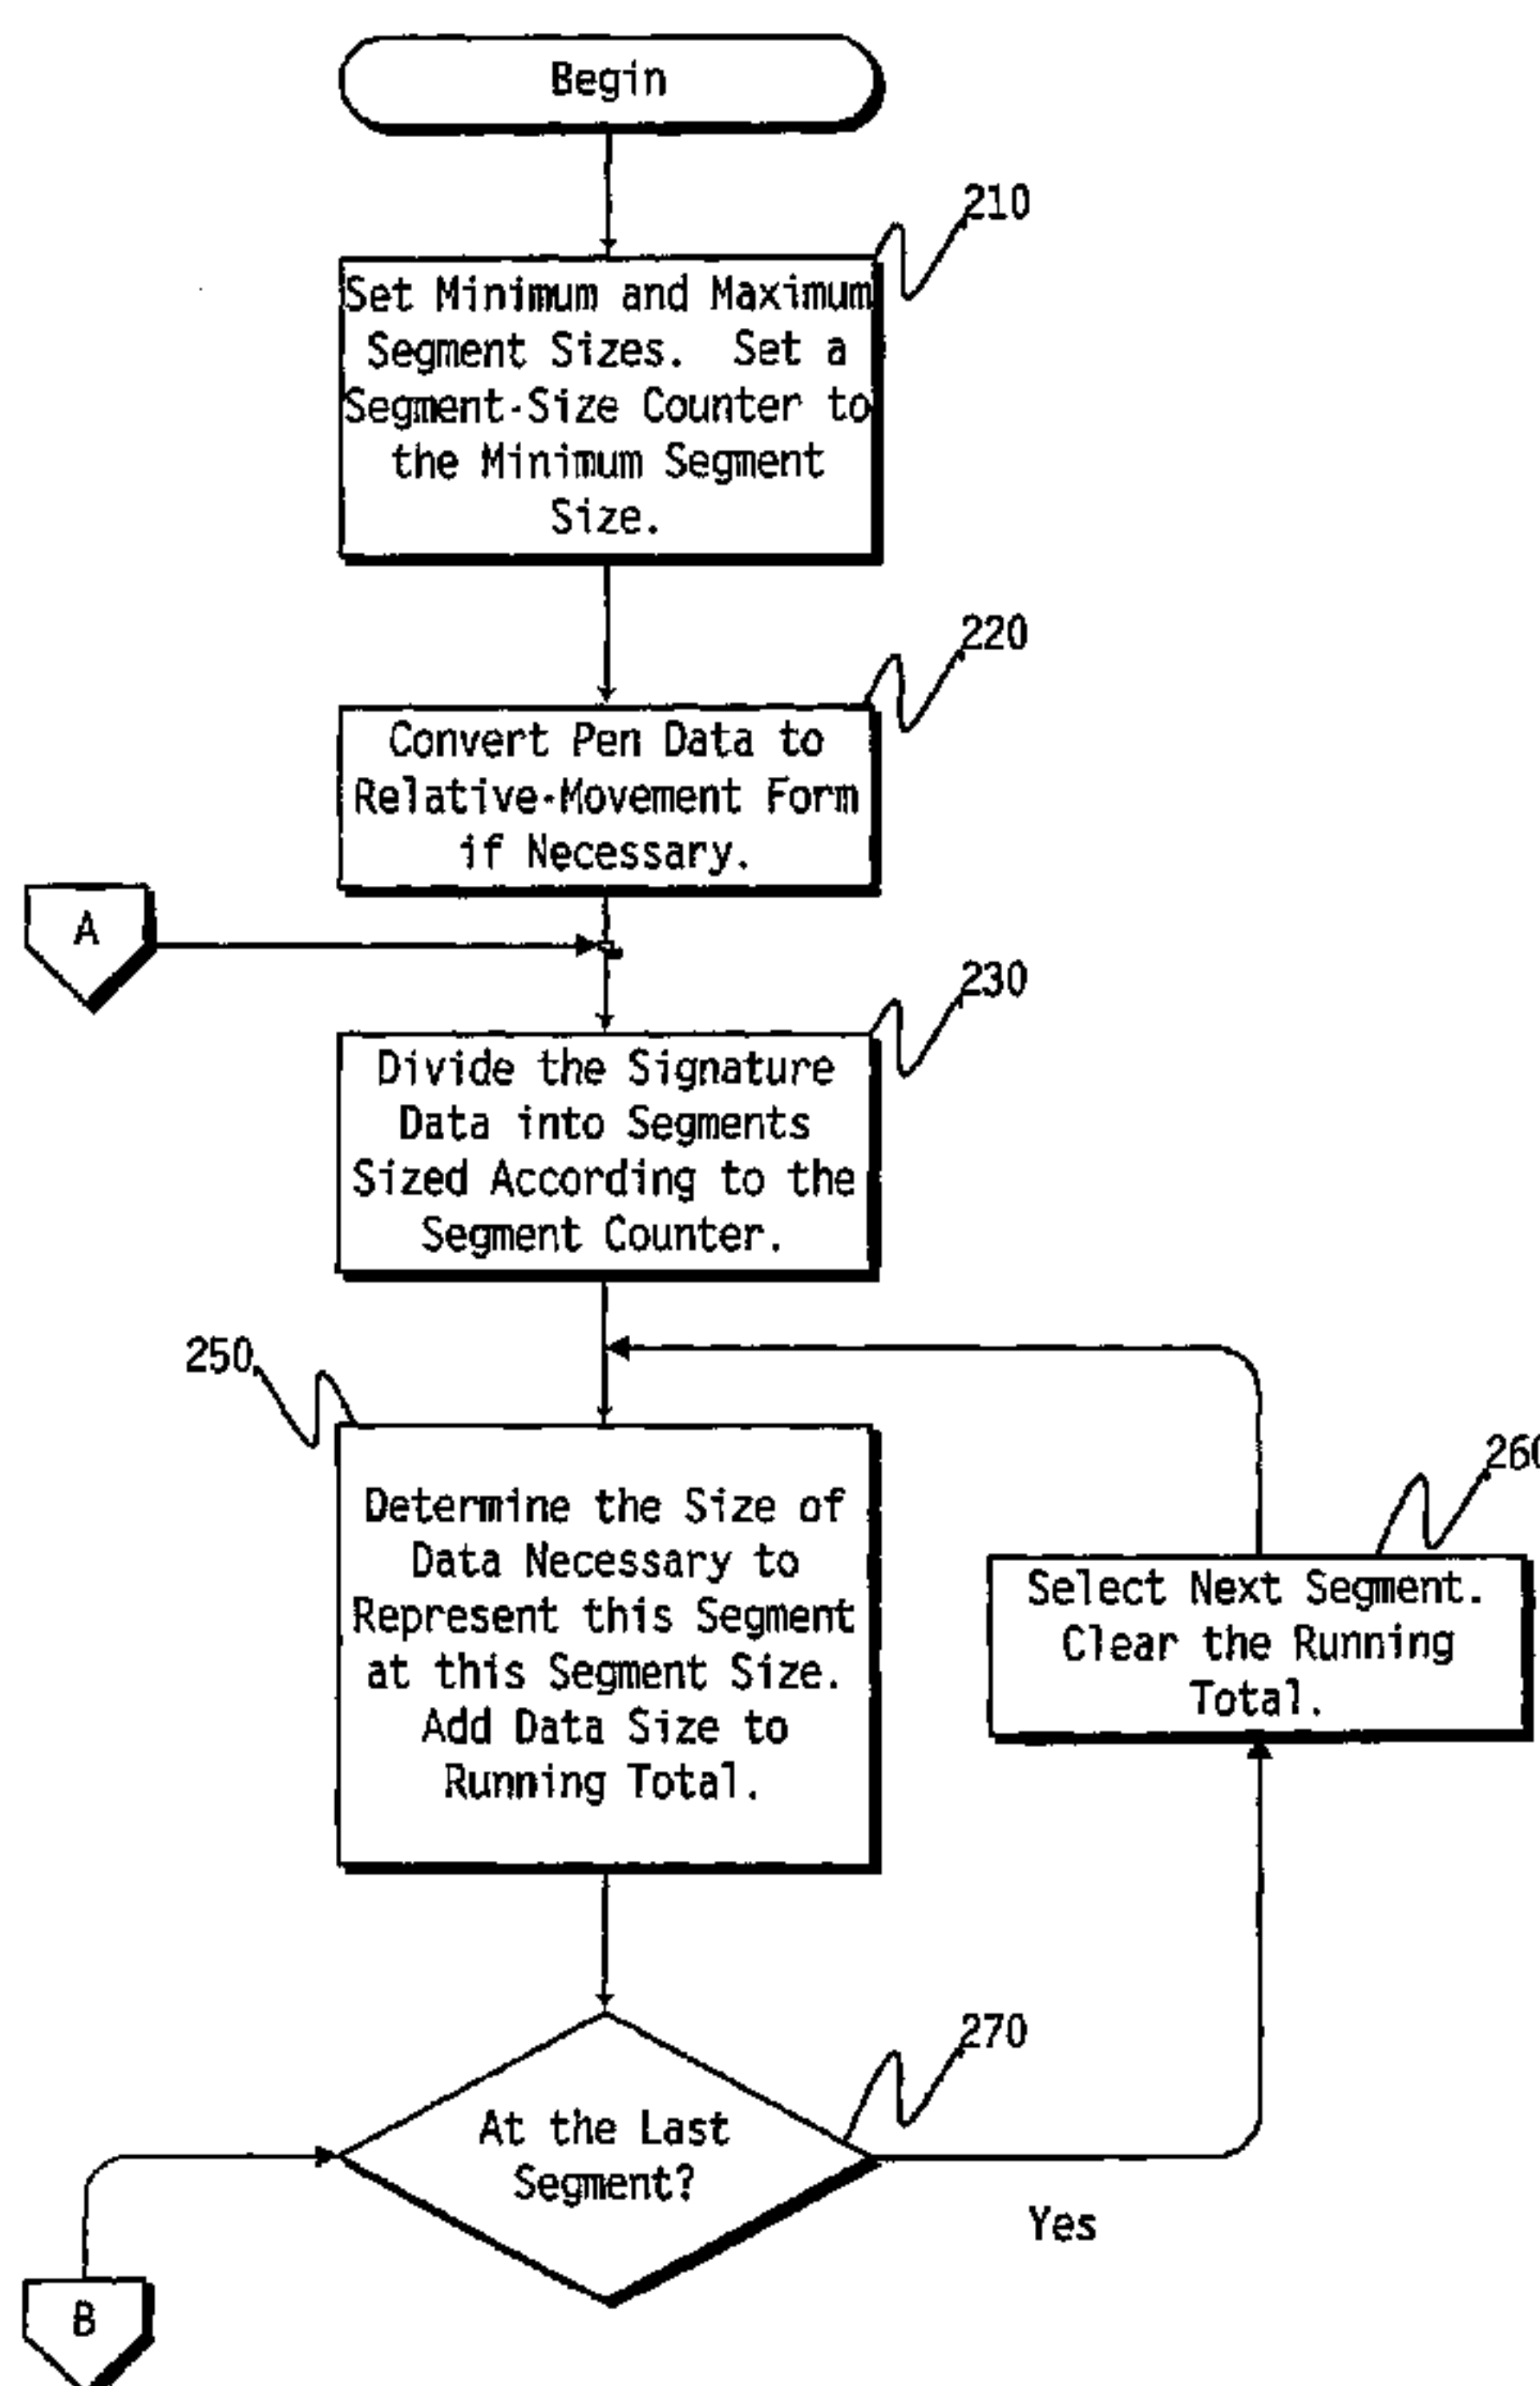 Begin
210
Set Minimum and Maximum
Segment Sizes. Set a
Segment-Size Counter to
the Minimum Segment
Size.
220
Convert Pen Data to
Relative-Movement Form
if Necessary.
A
230
Divide the Signature
Data into Segments
Sized According to the
Segment Counter.
250
Determine the Size of
Data Necessary to
Represent this Segment
at this Segment Size.
Add Data Size to
Running Total.
260
Select Next Segment.
Clear the Running
Total.
270
At the Last
Segment?
Yes
B